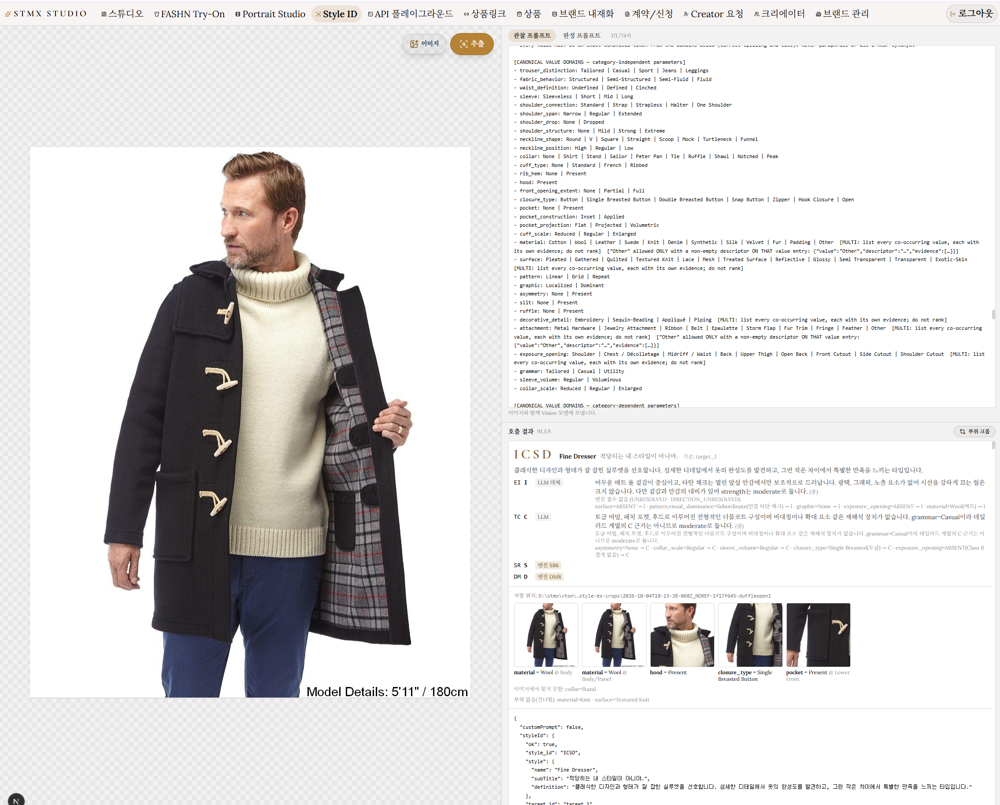 STMX STUDIO
스튜디오
FASHN Try-On
Portrait Studio
Style ID
API 플레이그라운드
상품링크
상품
브랜드 내재화
계약/신청
Creator 요청
크리에이터
브랜드 관리
로그아웃
이미지
추출
Model Details: 5'11" / 180cm
N
관찰 프롬프트 판정 프롬프트 171,774자
[CANONICAL VALUE DOMAINS — category-independent parameters]
- trouser_distinction: Tailored | Casual | Sport | Jeans | Leggings
- fabric_behavior: Structured | Semi-Structured | Semi-Fluid | Fluid
- waist_definition: Undefined | Defined | Cinched
- sleeve: Sleeveless | Short | Mid | Long
- shoulder_connection: Standard | Strap | Strapless | Halter | One Shoulder
- shoulder_span: Narrow | Regular | Extended
- shoulder_drop: None | Dropped
- shoulder_structure: None | Mild | Strong | Extreme
- neckline_shape: Round | V | Square | Straight | Scoop | Mock | Turtleneck | Funnel
- neckline_position: High | Regular | Low
- collar: None | Shirt | Stand | Sailor | Peter Pan | Tie | Ruffle | Shawl | Notched | Peak
- cuff_type: None | Standard | French | Ribbed
- rib_hem: None | Present
- hood: Present
- front_opening_extent: None | Partial | Full
- closure_type: Button | Single Breasted Button | Double Breasted Button | Snap Button | Zipper | Hook Closure | Open
- pocket: None | Present
- pocket_construction: Inset | Applied
- pocket_projection: Flat | Projected | Volumetric
- cuff_scale: Reduced | Regular | Enlarged
- material: Cotton | Wool | Leather | Suede | Knit | Denim | Synthetic | Silk | Velvet | Fur | Padding | Other  [MULTI: list every co-occurring value, each with
its own evidence; do not rank]  ["Other" allowed ONLY with a non-empty descriptor ON THAT value entry: {"value":"Other","descriptor":"…","evidence":[…]}]
- surface: Pleated | Gathered | Quilted | Textured Knit | Lace | Mesh | Treated Surface | Reflective | Glossy | Semi Transparent | Transparent | Exotic-Skin
[MULTI: list every co-occurring value, each with its own evidence; do not rank]
- pattern: Linear | Grid | Repeat
- graphic: Localized | Dominant
- asymmetry: None | Present
- slit: None | Present
- ruffle: None | Present
- decorative_detail: Embroidery | Sequin-Beading | Appliqué | Piping  [MULTI: list every co-occurring value, each with its own evidence; do not rank]
- attachment: Metal Hardware | Jewelry Attachment | Ribbon | Belt | Epaulette | Storm Flap | Fur Trim | Fringe | Feather | Other  [MULTI: list every co-occurring
value, each with its own evidence; do not rank]  ["Other" allowed ONLY with a non-empty descriptor ON THAT value entry:
{"value":"Other","descriptor":"…","evidence":[…]}]
- exposure_opening: Shoulder | Chest / Décolletage | Midriff / Waist | Back | Upper Thigh | Open Back | Front Cutout | Side Cutout | Shoulder Cutout  [MULTI: list
every co-occurring value, each with its own evidence; do not rank]
- grammar: Tailored | Casual | Utility
- sleeve_volume: Regular | Voluminous
- collar_scale: Reduced | Regular | Enlarged
[CANONICAL VALUE DOMAINS — category-dependent parameters]
이미지와 함께 Vision 모델에 보냅니다.
호출 결과 91.3초
부위 크롭
ICSD Fine Dresser 적당히는 내 스타일이 아니야. 기준: target_1
클래식한 디자인과 형태가 잘 잡힌 실루엣을 선호합니다. 섬세한 디테일에서 옷의 완성도를 발견하고, 그런 작은 차이에서 특별한 만족을 느끼는 타입입니다.
EI I LLM 대체 어두운 매트 울 겉감이 중심이고, 타탄 체크는 열린 앞섶 안감에서만 보조적으로 드러납니다. 광택, 그래픽, 노출 요소가 없어 시선을 강하게 끄는 힘은
크지 않습니다. 다만 겉감과 안감의 대비가 있어 strength는 moderate로 둡니다. (중)
엔진 점수 없음 (UNRESOLVED · DIRECTION_UNRESOLVED)
surface=ABSENT → I · pattern.visual_dominance=Subordinate(안감 타탄 체크) → I · graphic=None → I · exposure_opening=ABSENT → I · material=Wool(매트) → I
TC C LLM 토글 여밈, 패치 포켓, 후드로 이루어진 전형적인 더플코트 구성이며 비대칭이나 확대 요소 같은 재해석 장치가 없습니다. grammar=Casual이라 테일
러드 계열의 C 근거는 아니므로 moderate로 둡니다. (중)
토글 여밈, 패치 포켓, 후드로 이루어진 전형적인 더플코트 구성이며 비대칭이나 확대 요소 같은 재해석 장치가 없습니다. grammar=Casual이라 테일러드 계열의 C 근거는 아
니므로 moderate로 둡니다.
asymmetry=None → C · collar_scale=Regular → C · sleeve_volume=Regular → C · closure_type=Single Breasted(토글) → C · exposure_opening=ABSENT(Class B
절개 없음) → C
SR S 엔진 SR6
DM D 엔진 DM8
저장 위치: D:\stmx\vton\.style-ex-crops\2026-10-04T10-23-38-060Z_NOREF-1f17f645-duffleopen1
material = Wool @ Body
material = Wool @
Body/Panel
hood = Present
closure_type = Single
Breasted Button
pocket = Present @ Lower
Front
이미지에서 찾지 못함: collar=Stand
부위 없음(건너뜀): material=Knit · surface=Textured Knit
{
"customPrompt": false,
"styleId": {
"ok": true,
"style_id": "ICSD",
"style": {
"name": "Fine Dresser",
"subTitle": "적당히는 내 스타일이 아니야.",
"definition": "클래식한 디자인과 형태가 잘 잡힌 실루엣을 선호합니다. 섬세한 디테일에서 옷의 완성도를 발견하고, 그런 작은 차이에서 특별한 만족을 느끼는 타입입니다."
},
"target_id": "target_1"